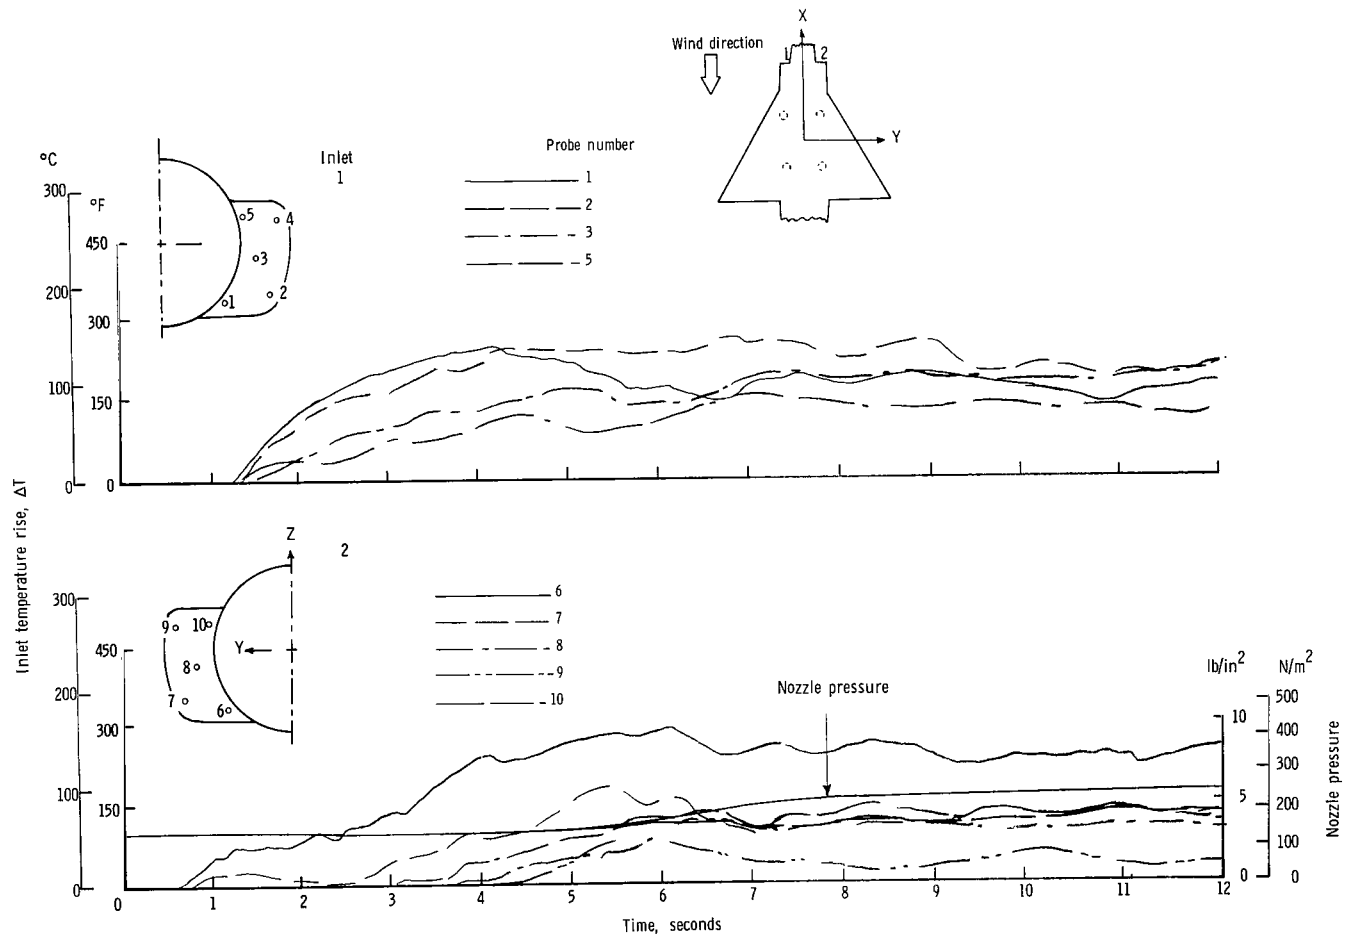 X
Wind direction
1 2
Y
°C
Inlet
1
Probe number
300
°F
1
2
3
5
5
4
3
1
2
450
200
300
100
150
0
0
Inlet temperature rise, ΔT
Z
2
300
6
7
8
9
10
9
10
8
Y
7
6
450
200
300
100
150
0
Nozzle pressure
lb/in2
N/m2
10
5
0
500
400
300
200
100
0
Nozzle pressure
0 1 2 3 4 5 6 7 8 9 10 11 12
Time, seconds